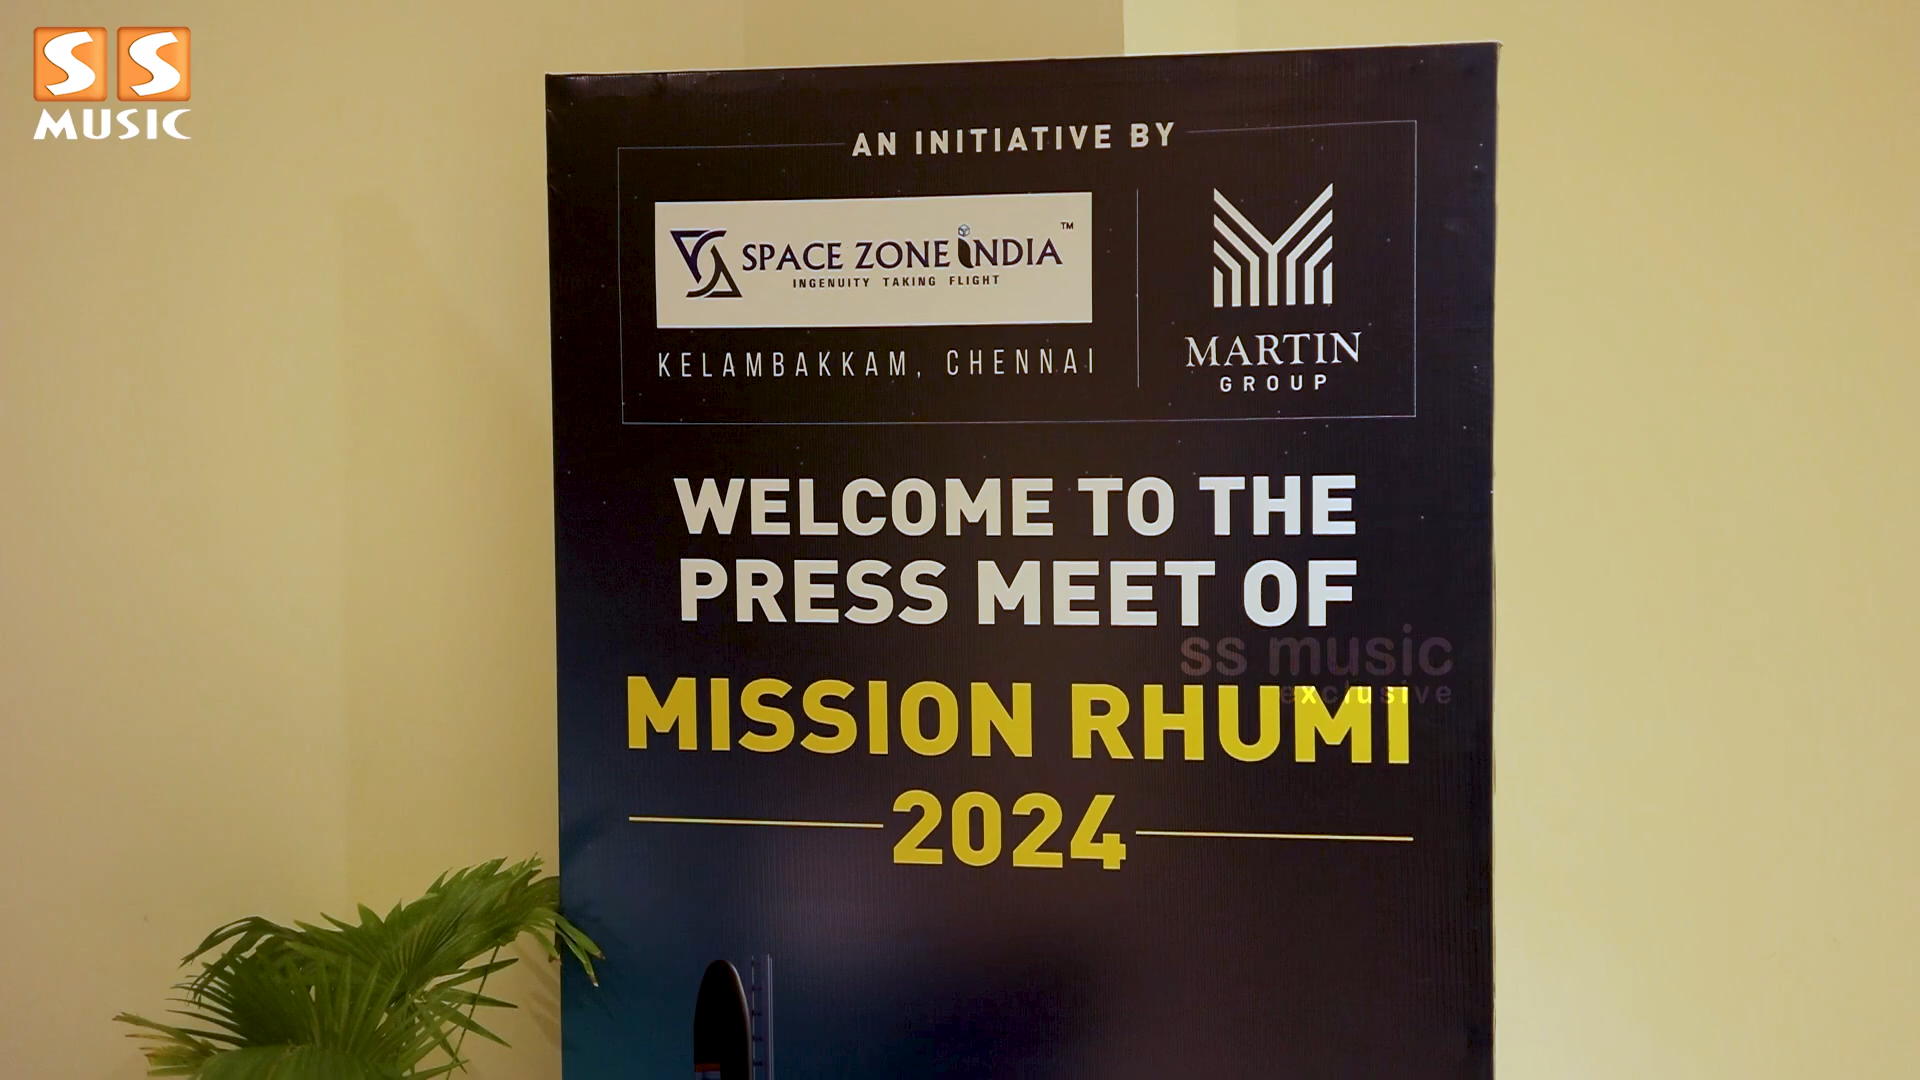 SS
MUSIC
AN INITIATIVE BY
SPACE ZONE INDIA™
INGENUITY TAKING FLIGHT
KELAMBAKKAM, CHENNAI
MARTIN
GROUP
WELCOME TO THE
PRESS MEET OF
ss music
exclusive
MISSION RHUMI
2024